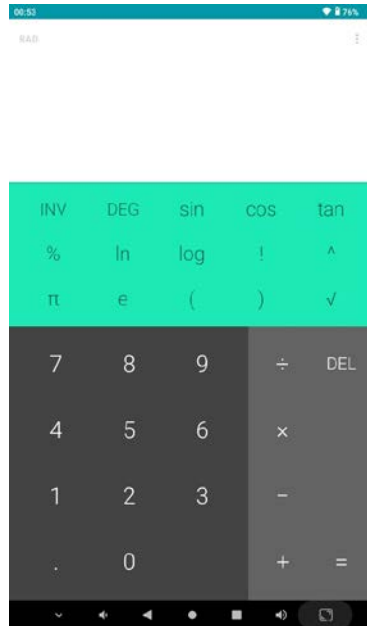 00:53 76%
RAD
INV DEG sin cos tan
% ln log ! ^
π e ( ) √
7 8 9 ÷ DEL
4 5 6 ×
1 2 3 −
. 0 + =